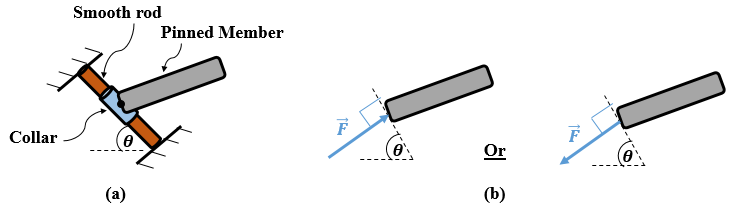 Smooth rod
Pinned Member
Collar
θ
(a)
F⃗
θ
Or
F⃗
θ
(b)